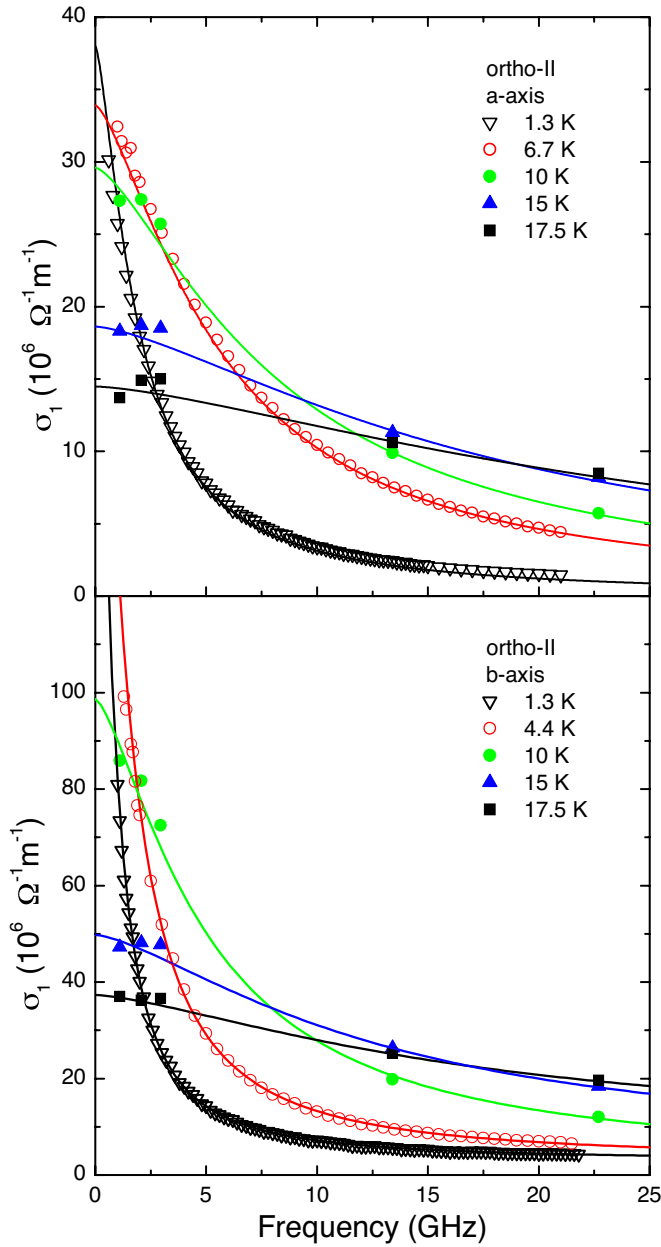 40
30
20
10
0
σ₁ (10⁶ Ω⁻¹m⁻¹)
ortho-II
a-axis
1.3 K
6.7 K
10 K
15 K
17.5 K
100
80
60
40
20
0
σ₁ (10⁶ Ω⁻¹m⁻¹)
ortho-II
b-axis
1.3 K
4.4 K
10 K
15 K
17.5 K
0 5 10 15 20 25
Frequency (GHz)